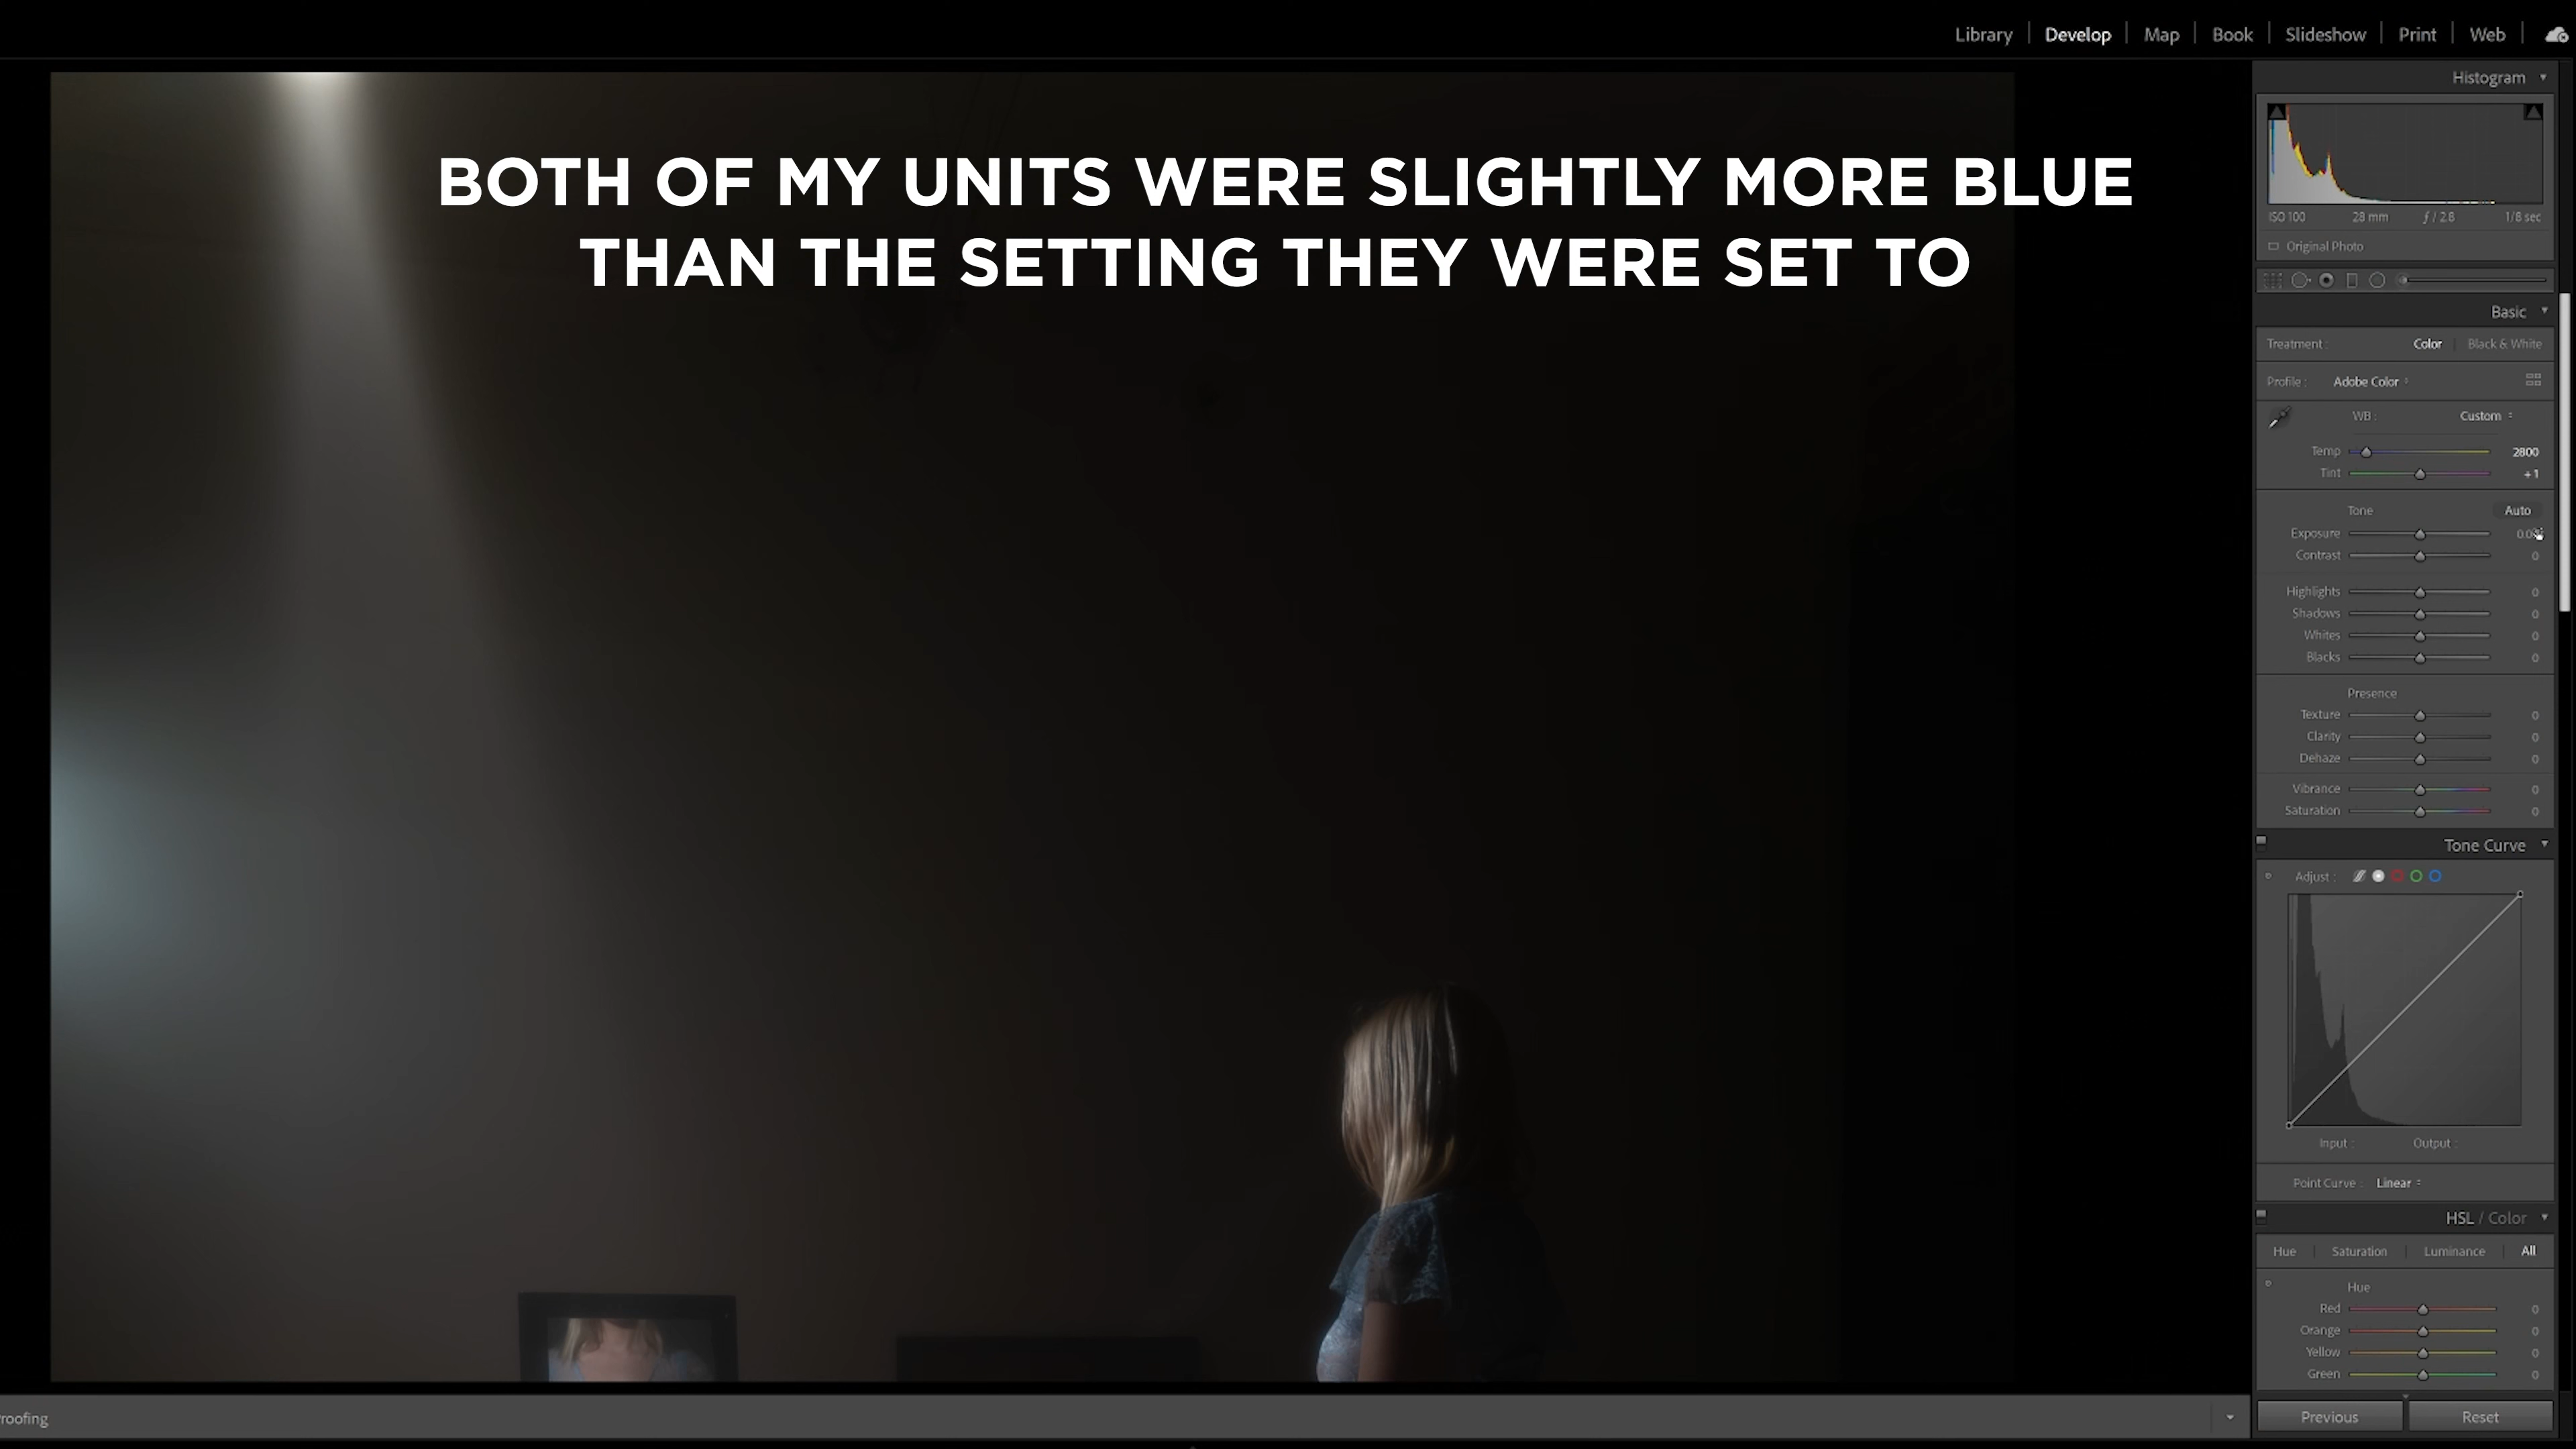 Library | Develop | Map | Book | Slideshow | Print | Web
BOTH OF MY UNITS WERE SLIGHTLY MORE BLUE
THAN THE SETTING THEY WERE SET TO
Histogram
ISO 100 28 mm ƒ / 2.8 1/8 sec
Original Photo
Basic
Treatment : Color | Black & White
Profile : Adobe Color
WB : Custom
Temp 2800
Tint +1
Tone Auto
Exposure
Contrast 0
Highlights 0
Shadows 0
Whites 0
Blacks 0
Presence
Texture 0
Clarity 0
Dehaze 0
Vibrance 0
Saturation 0
Tone Curve
Adjust :
Input : Output :
Point Curve : Linear
HSL / Color
Hue | Saturation | Luminance | All
Hue
Red 0
Orange 0
Yellow 0
Green 0
roofing
Previous Reset